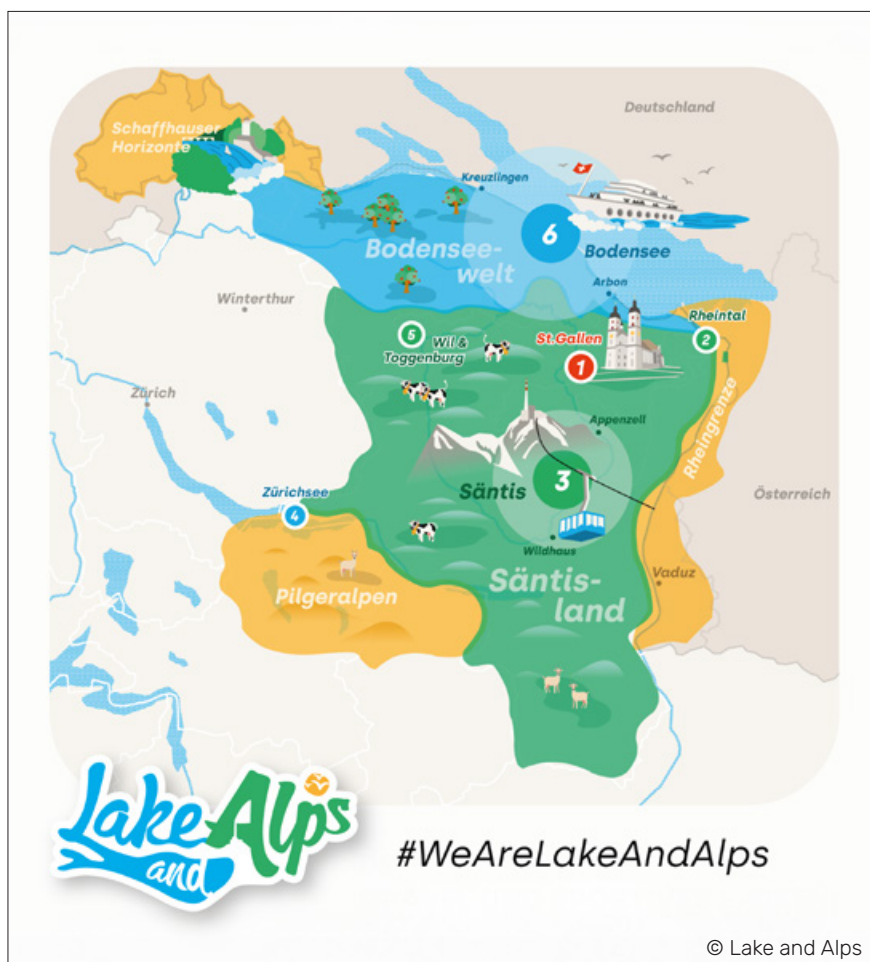 Deutschland
Schaffhauser
Horizonte
Kreuzlingen
6
Bodensee
Bodensee-
welt
Arbon
Winterthur
Rheintal
2
5
Wil &
Toggenburg
St.Gallen
1
Zürich
Appenzell
Rheingrenze
Säntis
3
Zürichsee
4
Österreich
Wildhaus
Vaduz
Säntis-
land
Pilgeralpen
Lake
and
Alps
#WeAreLakeAndAlps
© Lake and Alps